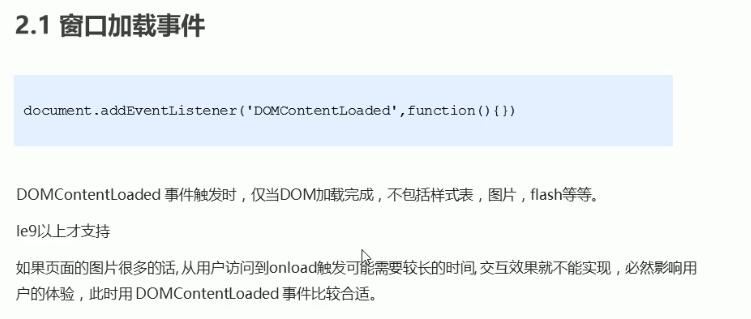 2.1 窗口加载事件
document.addEventListener('DOMContentLoaded',function(){})
DOMContentLoaded 事件触发时，仅当DOM加载完成，不包括样式表，图片，flash等等。
Ie9以上才支持
如果页面的图片很多的话, 从用户访问到onload触发可能需要较长的时间, 交互效果就不能实现，必然影响用
户的体验，此时用 DOMContentLoaded 事件比较合适。